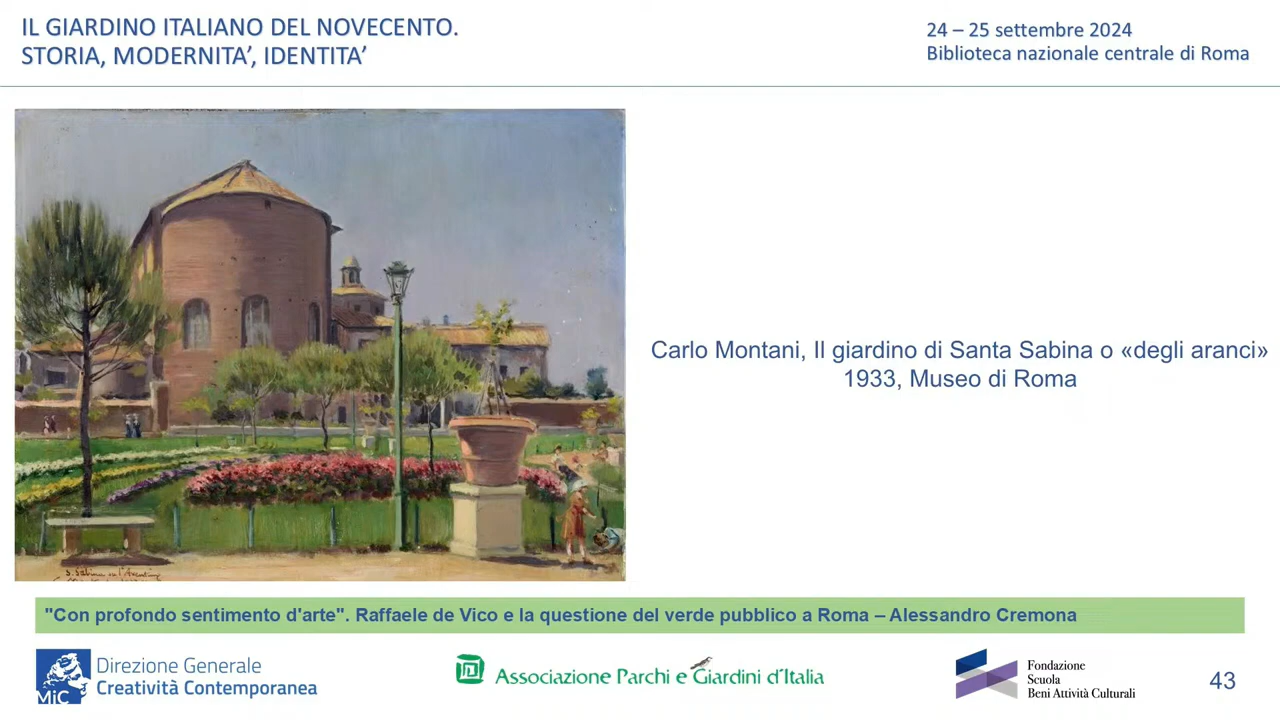 IL GIARDINO ITALIANO DEL NOVECENTO.
STORIA, MODERNITA’, IDENTITA’
24 – 25 settembre 2024
Biblioteca nazionale centrale di Roma
Carlo Montani, Il giardino di Santa Sabina o «degli aranci»
1933, Museo di Roma
S. Sabina
"Con profondo sentimento d'arte". Raffaele de Vico e la questione del verde pubblico a Roma – Alessandro Cremona
MiC
Direzione Generale
Creatività Contemporanea
Associazione Parchi e Giardini d’Italia
Fondazione
Scuola
Beni Attività Culturali
43